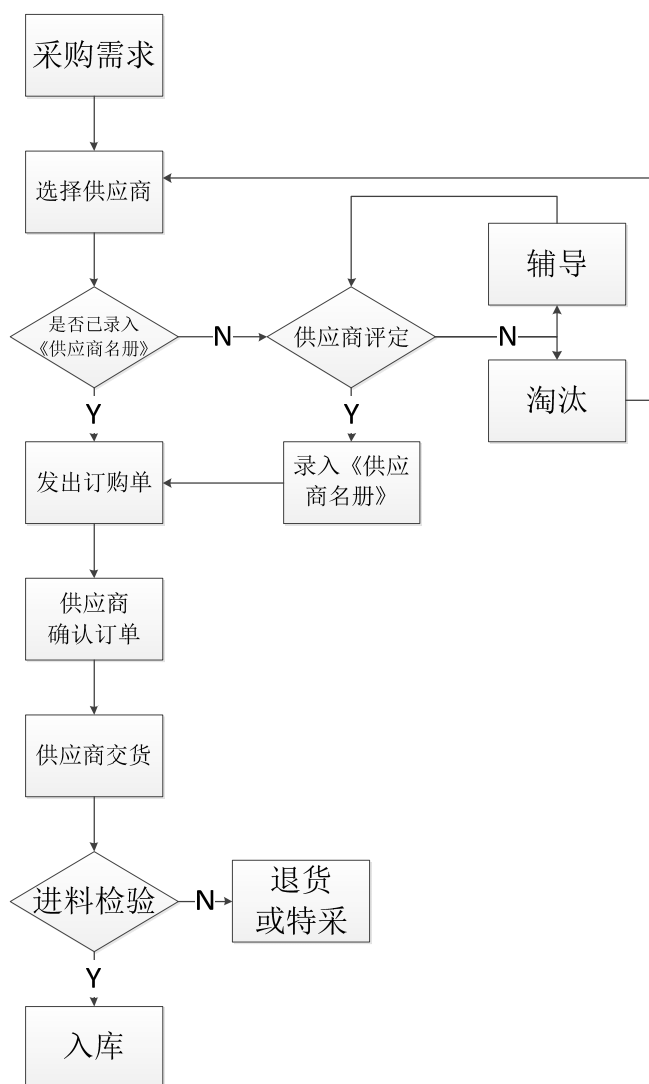 采购需求
选择供应商
辅导
是否已录入
《供应商名册》
N
供应商评定
N
淘汰
Y
Y
发出订购单
录入《供应
商名册》
供应商
确认订单
供应商交货
进料检验
N
退货
或特采
Y
入库